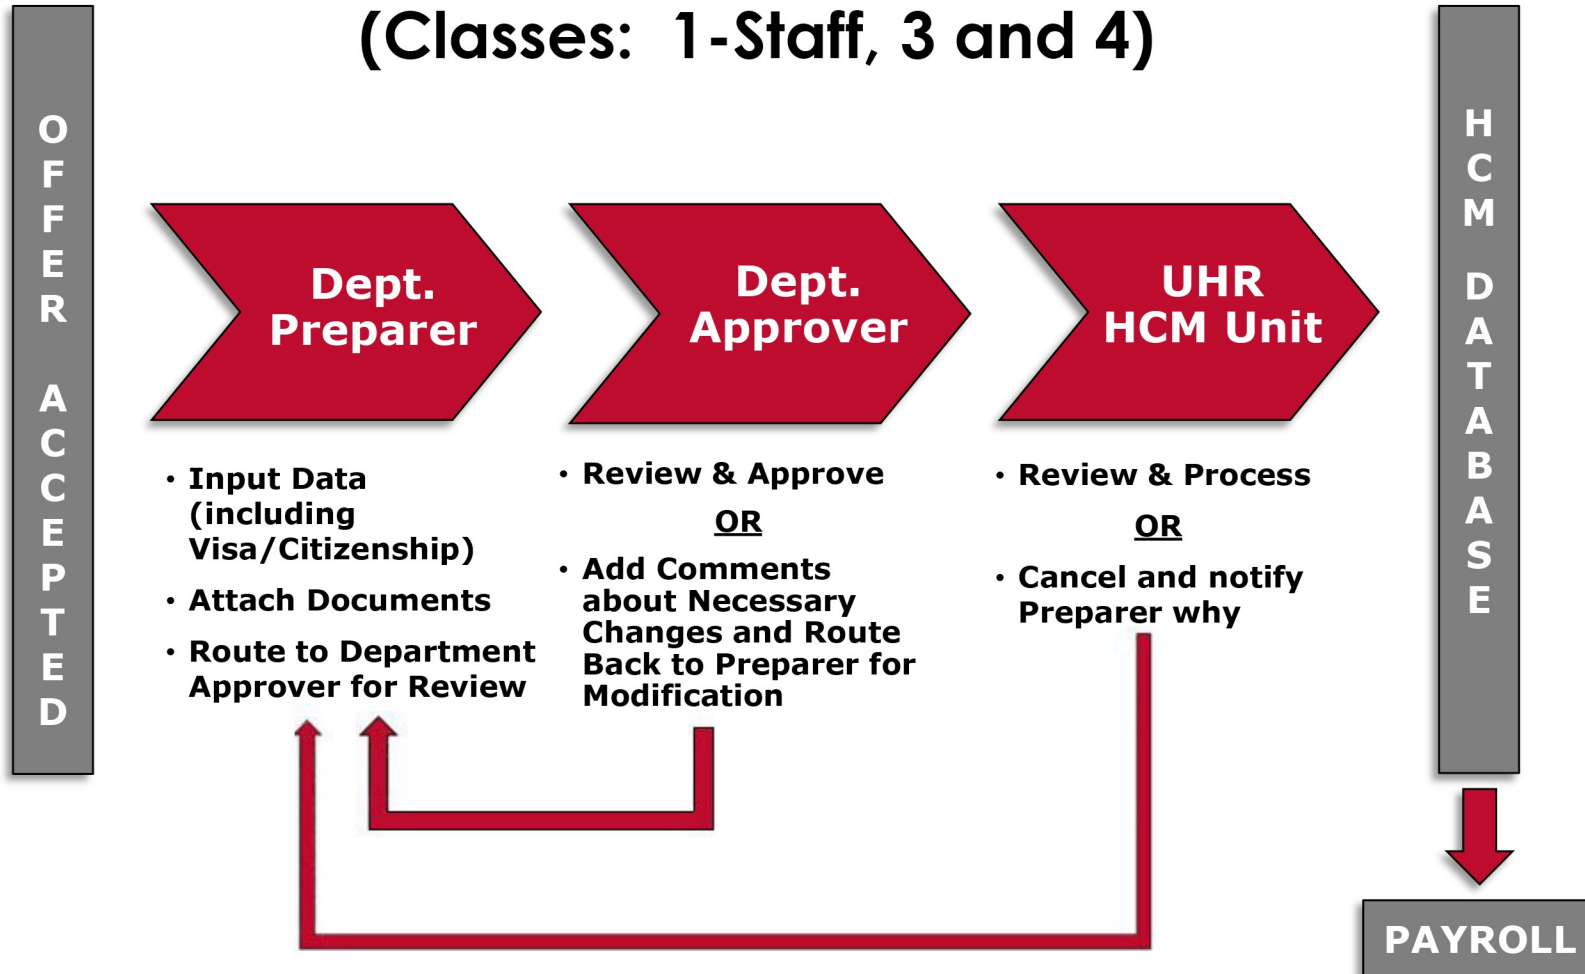 (Classes: 1-Staff, 3 and 4)
OFFER ACCEPTED
Dept.
Preparer
• Input Data
(including
Visa/Citizenship)
• Attach Documents
• Route to Department
Approver for Review
Dept.
Approver
• Review & Approve
OR
• Add Comments
about Necessary
Changes and Route
Back to Preparer for
Modification
UHR
HCM Unit
• Review & Process
OR
• Cancel and notify
Preparer why
HCM DATABASE
PAYROLL